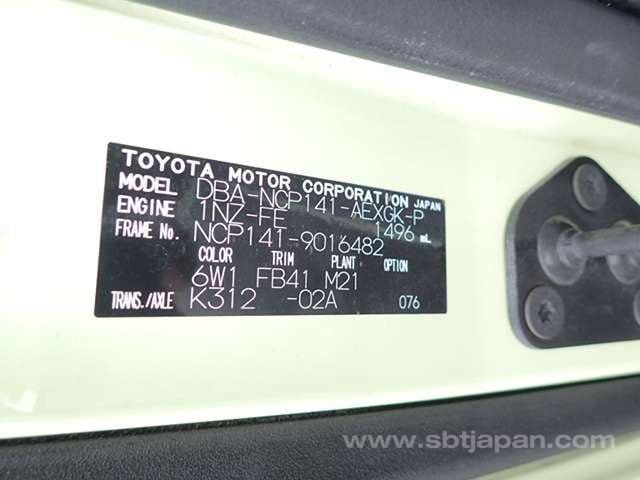 TOYOTA MOTOR CORPORATION JAPAN
MODEL DBA-NCP141-AEXGK-P
ENGINE 1NZ-FE 1496 mL
FRAME No. NCP141-9016482
COLOR TRIM PLANT OPTION
6W1 FB41 M21
TRANS./AXLE K312 -02A 076
www.sbtjapan.com